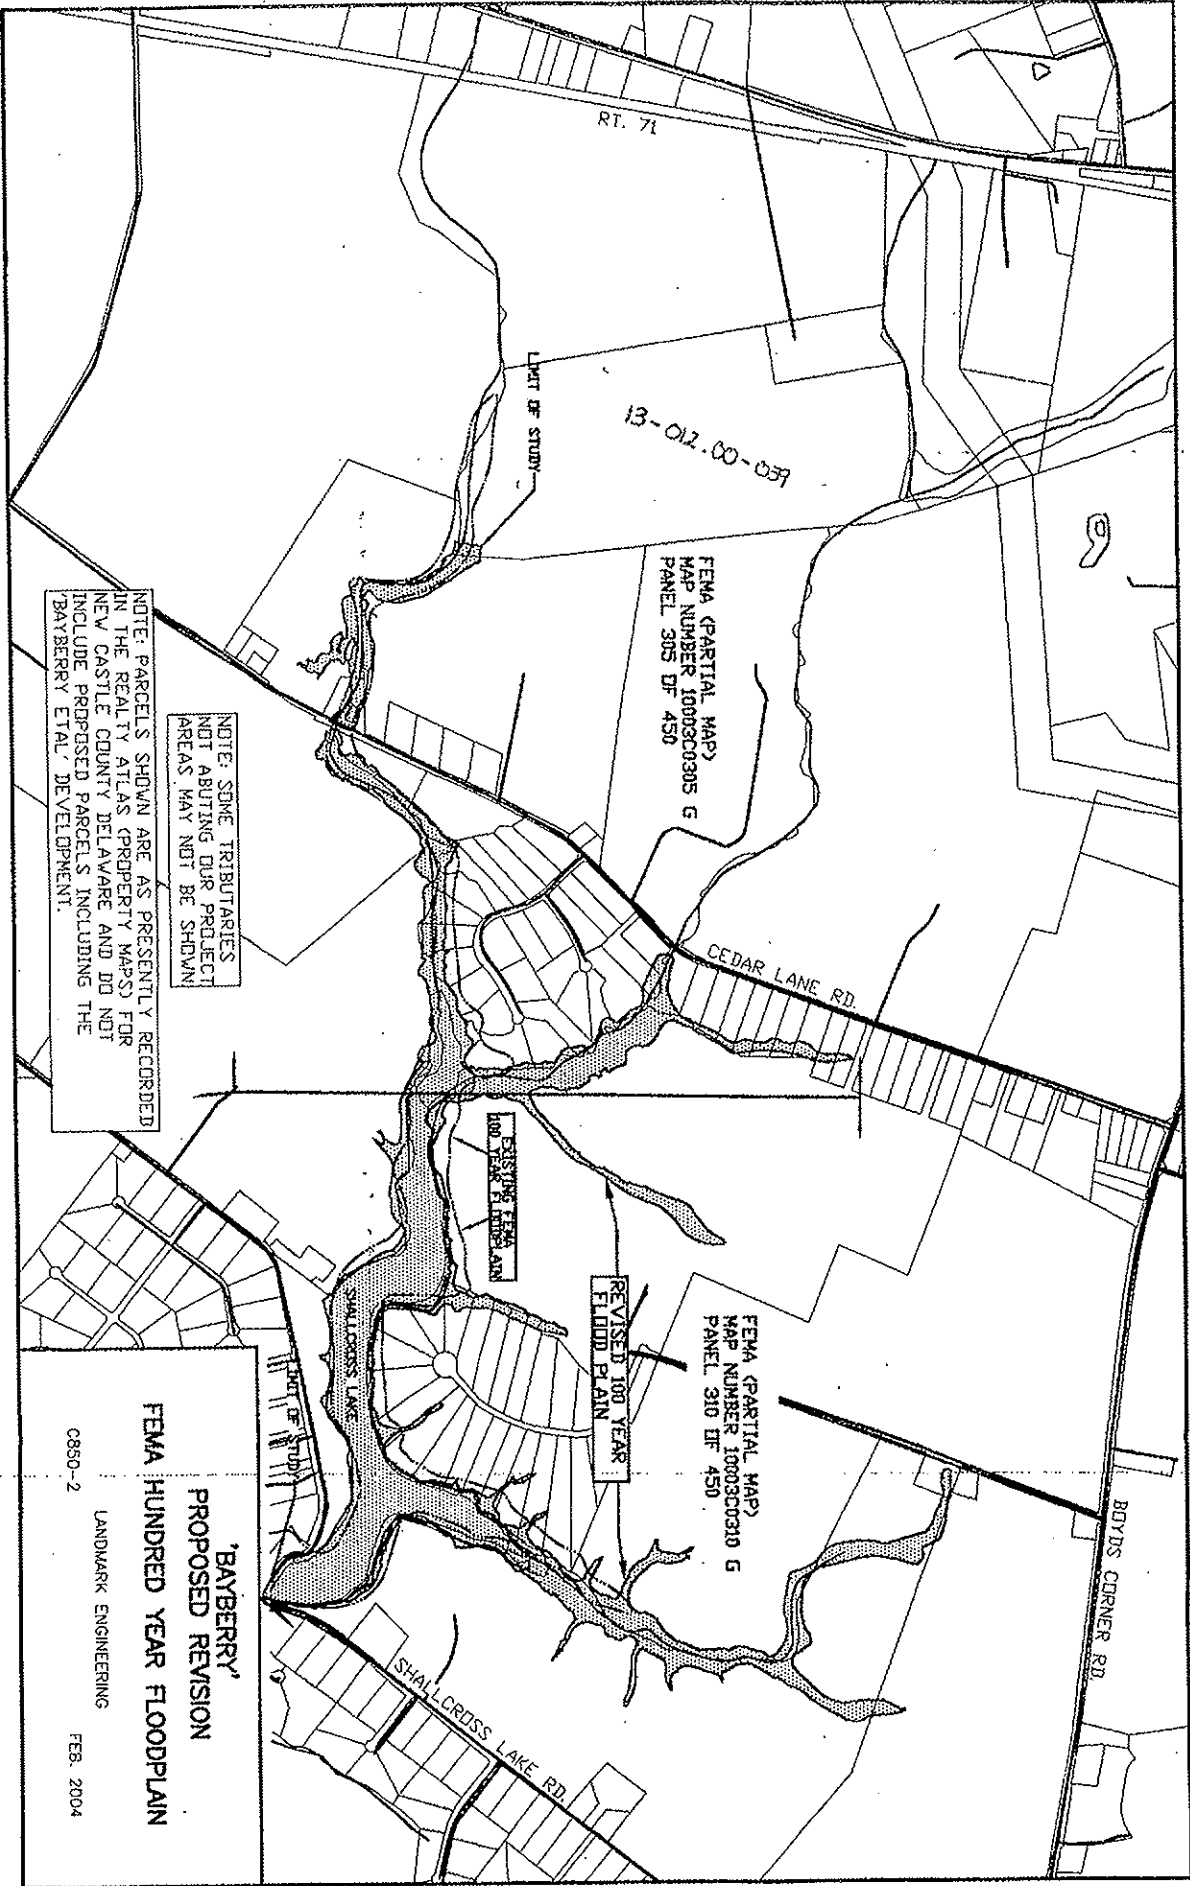 RT. 71
LIMIT OF STUDY
13-012.00-039
9
FEMA (PARTIAL MAP)
MAP NUMBER 10003C0305 G
PANEL 305 OF 450
CEDAR LANE RD.
BOYDS CORNER RD.
FEMA (PARTIAL MAP)
MAP NUMBER 10003C0310 G
PANEL 310 OF 450
REVISED 100 YEAR
FLOOD PLAIN
EXISTING FEMA
100 YEAR FLOODPLAIN
SHALLCROSS LAKE
LIMIT OF STUDY
SHALLCROSS LAKE RD.
NOTE: SOME TRIBUTARIES
NOT ABUTING OUR PROJECT
AREAS MAY NOT BE SHOWN
NOTE: PARCELS SHOWN ARE AS PRESENTLY RECORDED
IN THE REALTY ATLAS (PROPERTY MAPS) FOR
NEW CASTLE COUNTY DELAWARE AND DO NOT
INCLUDE PROPOSED PARCELS INCLUDING THE
'BAYBERRY ETAL' DEVELOPMENT.
'BAYBERRY'
PROPOSED REVISION
FEMA HUNDRED YEAR FLOODPLAIN
LANDMARK ENGINEERING
C850-2
FEB. 2004